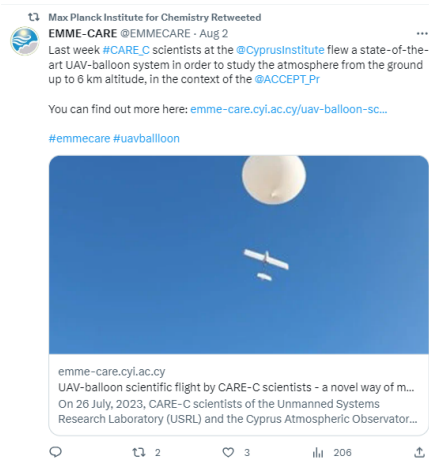 Max Planck Institute for Chemistry Retweeted
EMME-CARE @EMMECARE · Aug 2
Last week #CARE_C scientists at the @CyprusInstitute flew a state-of-the-
art UAV-balloon system in order to study the atmosphere from the ground
up to 6 km altitude, in the context of the @ACCEPT_Pr
You can find out more here: emme-care.cyi.ac.cy/uav-balloon-sc...
#emmecare #uavballloon
emme-care.cyi.ac.cy
UAV-balloon scientific flight by CARE-C scientists - a novel way of m...
On 26 July, 2023, CARE-C scientists of the Unmanned Systems
Research Laboratory (USRL) and the Cyprus Atmospheric Observator...
2 3 206